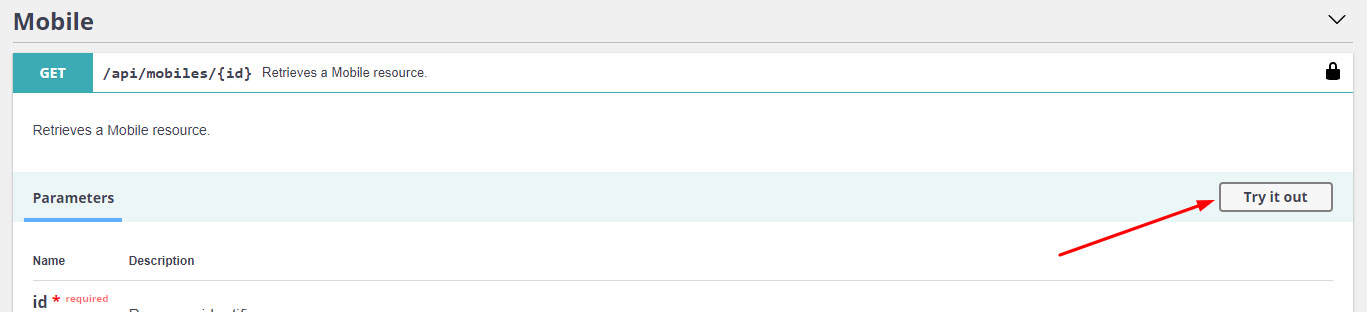 Mobile
GET /api/mobiles/{id} Retrieves a Mobile resource.
Retrieves a Mobile resource.
Parameters Try it out
Name Description
id * required